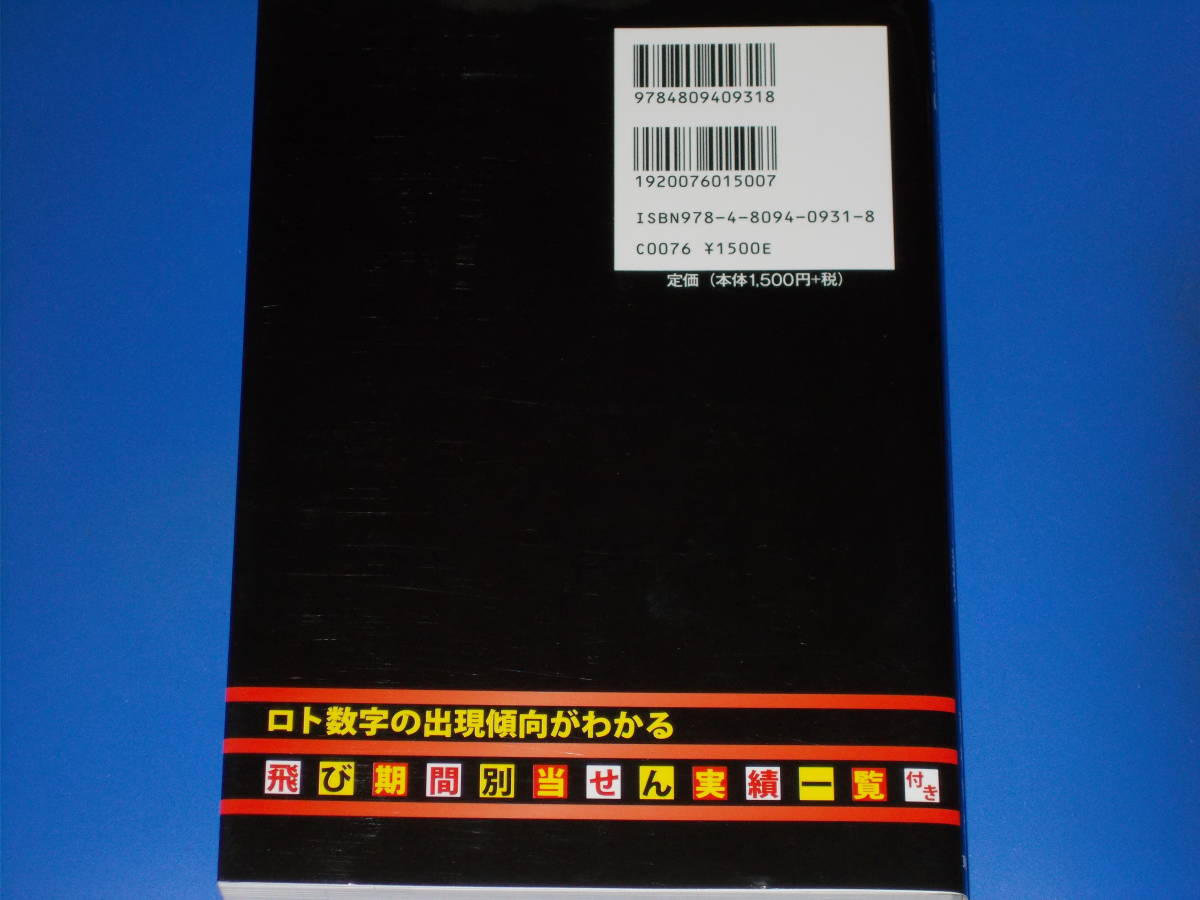 9784809409318
1920076015007
ISBN978-4-8094-0931-8
C0076 ¥1500E
定価（本体1,500円+税）
ロト数字の出現傾向がわかる
飛び期間別当せん実績一覧付き